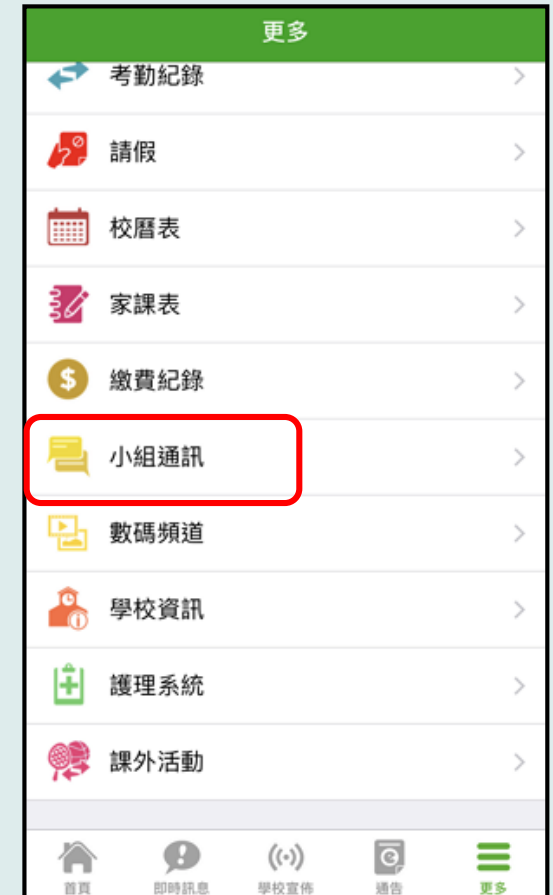 更多
考勤紀錄
請假
校曆表
家課表
繳費紀錄
小組通訊
數碼頻道
學校資訊
護理系統
課外活動
首頁 即時訊息 學校宣佈 通告 更多